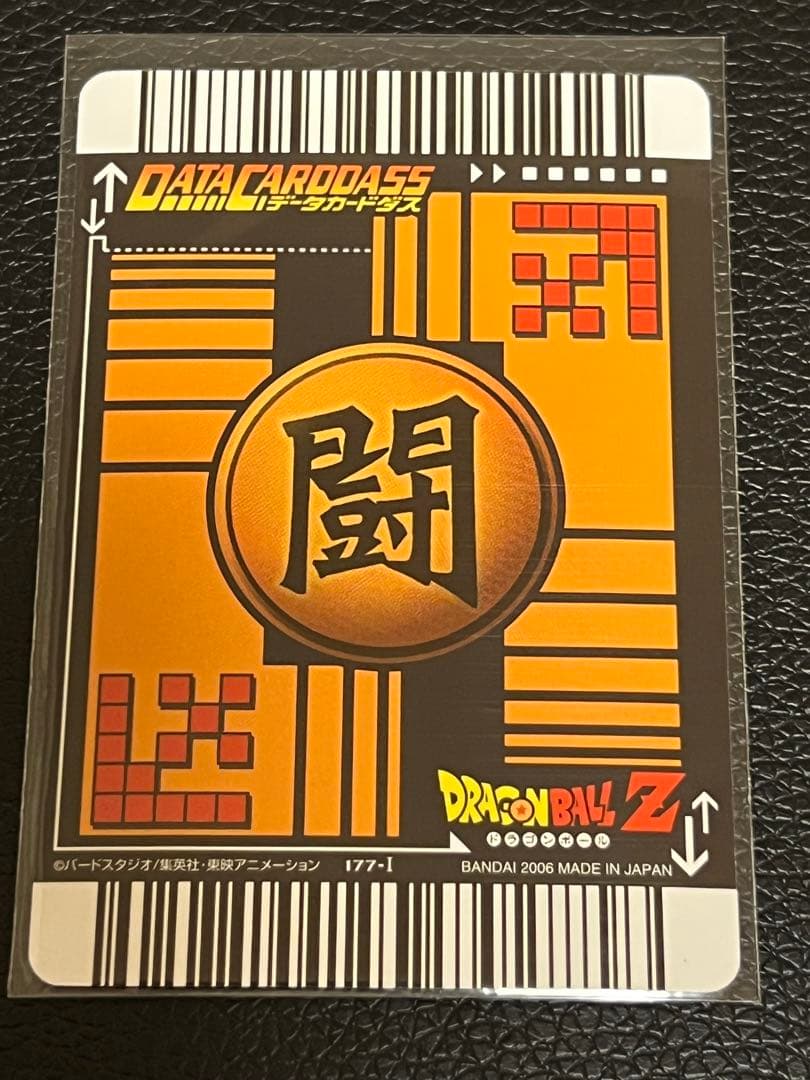 DATA CARDDASS
データカードダス
闘
DRAGONBALL Z
ドラゴンボール
©バードスタジオ/集英社・東映アニメーション 177-I
BANDAI 2006 MADE IN JAPAN